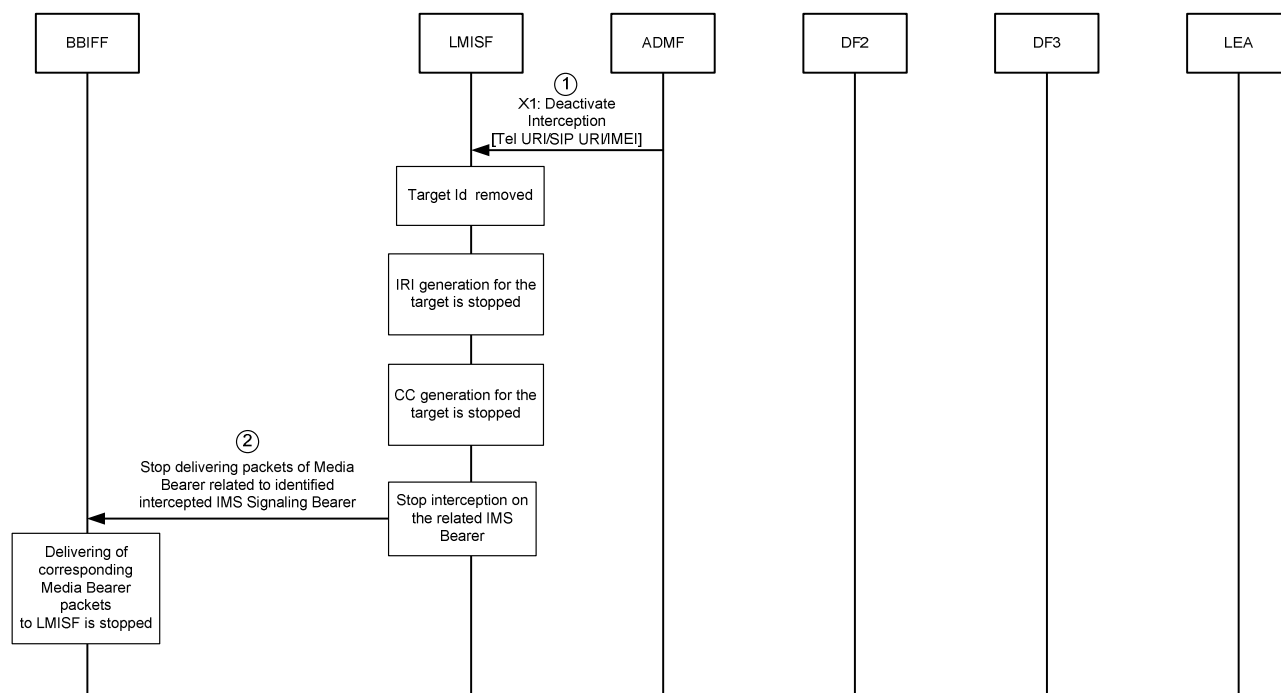 BBIFF
LMISF
ADMF
DF2
DF3
LEA
1
X1: Deactivate
Interception
[Tel URI/SIP URI/IMEI]
Target Id removed
IRI generation for the
target is stopped
CC generation for the
target is stopped
2
Stop delivering packets of Media
Bearer related to identified
intercepted IMS Signaling Bearer
Stop interception on
the related IMS
Bearer
Delivering of
corresponding
Media Bearer
packets
to LMISF is stopped